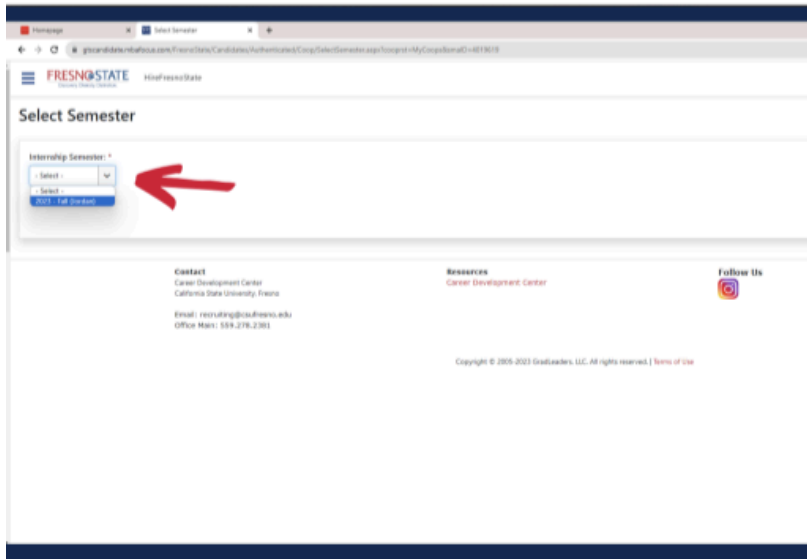 Homepage
Select Semester
FRESNO STATE
HireFresnoState
Select Semester
Internship Semester: *
- Select -
- Select -
2023 - Fall (Jordan)
Contact
Career Development Center
California State University, Fresno
Email: recruiting@csufresno.edu
Office Main: 559.278.2381
Resources
Career Development Center
Follow Us
Copyright © 2005-2023 GradLeaders, LLC. All rights reserved. | Terms of Use